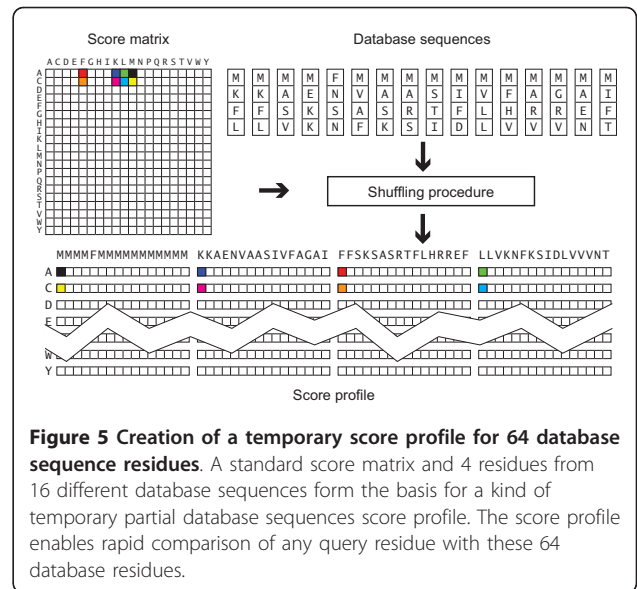 Score matrix
Database sequences
A C D E F G H I K L M N P Q R S T V W Y
A
C
D
E
F
G
H
I
K
L
M
N
P
Q
R
S
T
V
W
Y
M M M M F M M M M M M M M M M M
K K A E N V A A S I V F A G A I
F F S K S A S R T F L H R R E F
L L V K N F K S I D L V V V N T
Shuffling procedure
MMMMFMMMMMMMMMMM KKAENVAASIVFAGAI FFSKSASRTFLHRREF LLVKNFKSIDLVVVNT
A
C
D
E
W
Y
Score profile
Figure 5 Creation of a temporary score profile for 64 database
sequence residues. A standard score matrix and 4 residues from
16 different database sequences form the basis for a kind of
temporary partial database sequences score profile. The score profile
enables rapid comparison of any query residue with these 64
database residues.